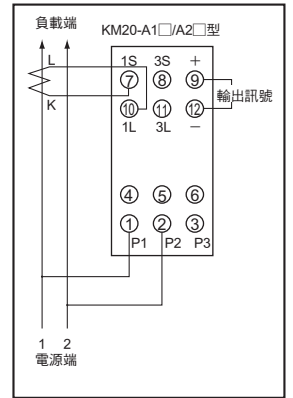 負載端
KM20-A1□/A2□型
L
K
1S 3S +
⑦ ⑧ ⑨
⑩ ⑪ ⑫
1L 3L −
輸出訊號
④ ⑤ ⑥
① ② ③
P1 P2 P3
1 2
電源端